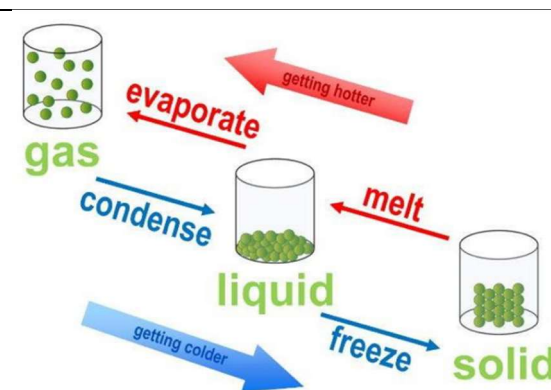 getting hotter
evaporate
gas
melt
condense
liquid
getting colder
freeze
solid